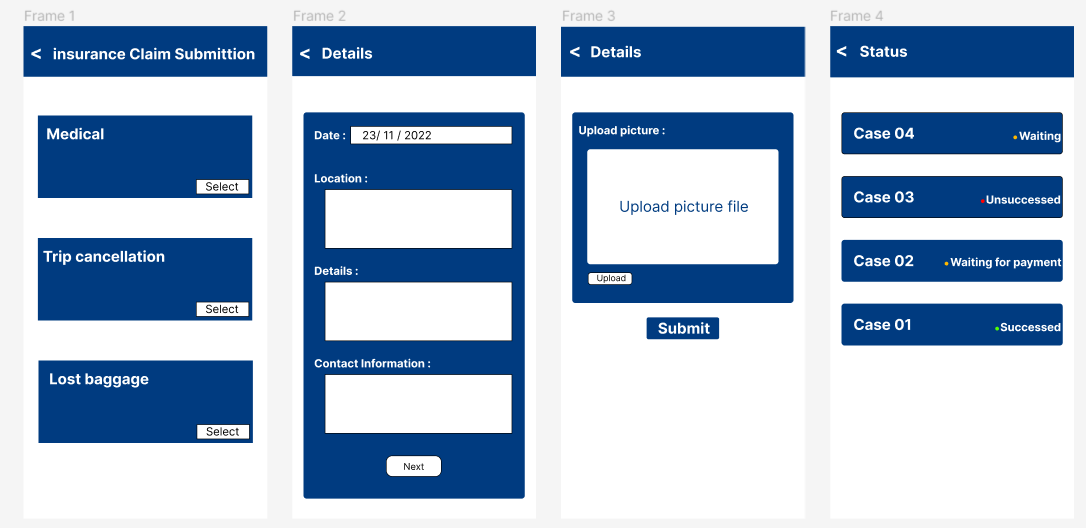 Frame 1
< insurance Claim Submittion
Medical
Select
Trip cancellation
Select
Lost baggage
Select
Frame 2
< Details
Date : 23/ 11 / 2022
Location :
Details :
Contact Information :
Next
Frame 3
< Details
Upload picture :
Upload picture file
Upload
Submit
Frame 4
< Status
Case 04 Waiting
Case 03 Unsuccessed
Case 02 Waiting for payment
Case 01 Successed